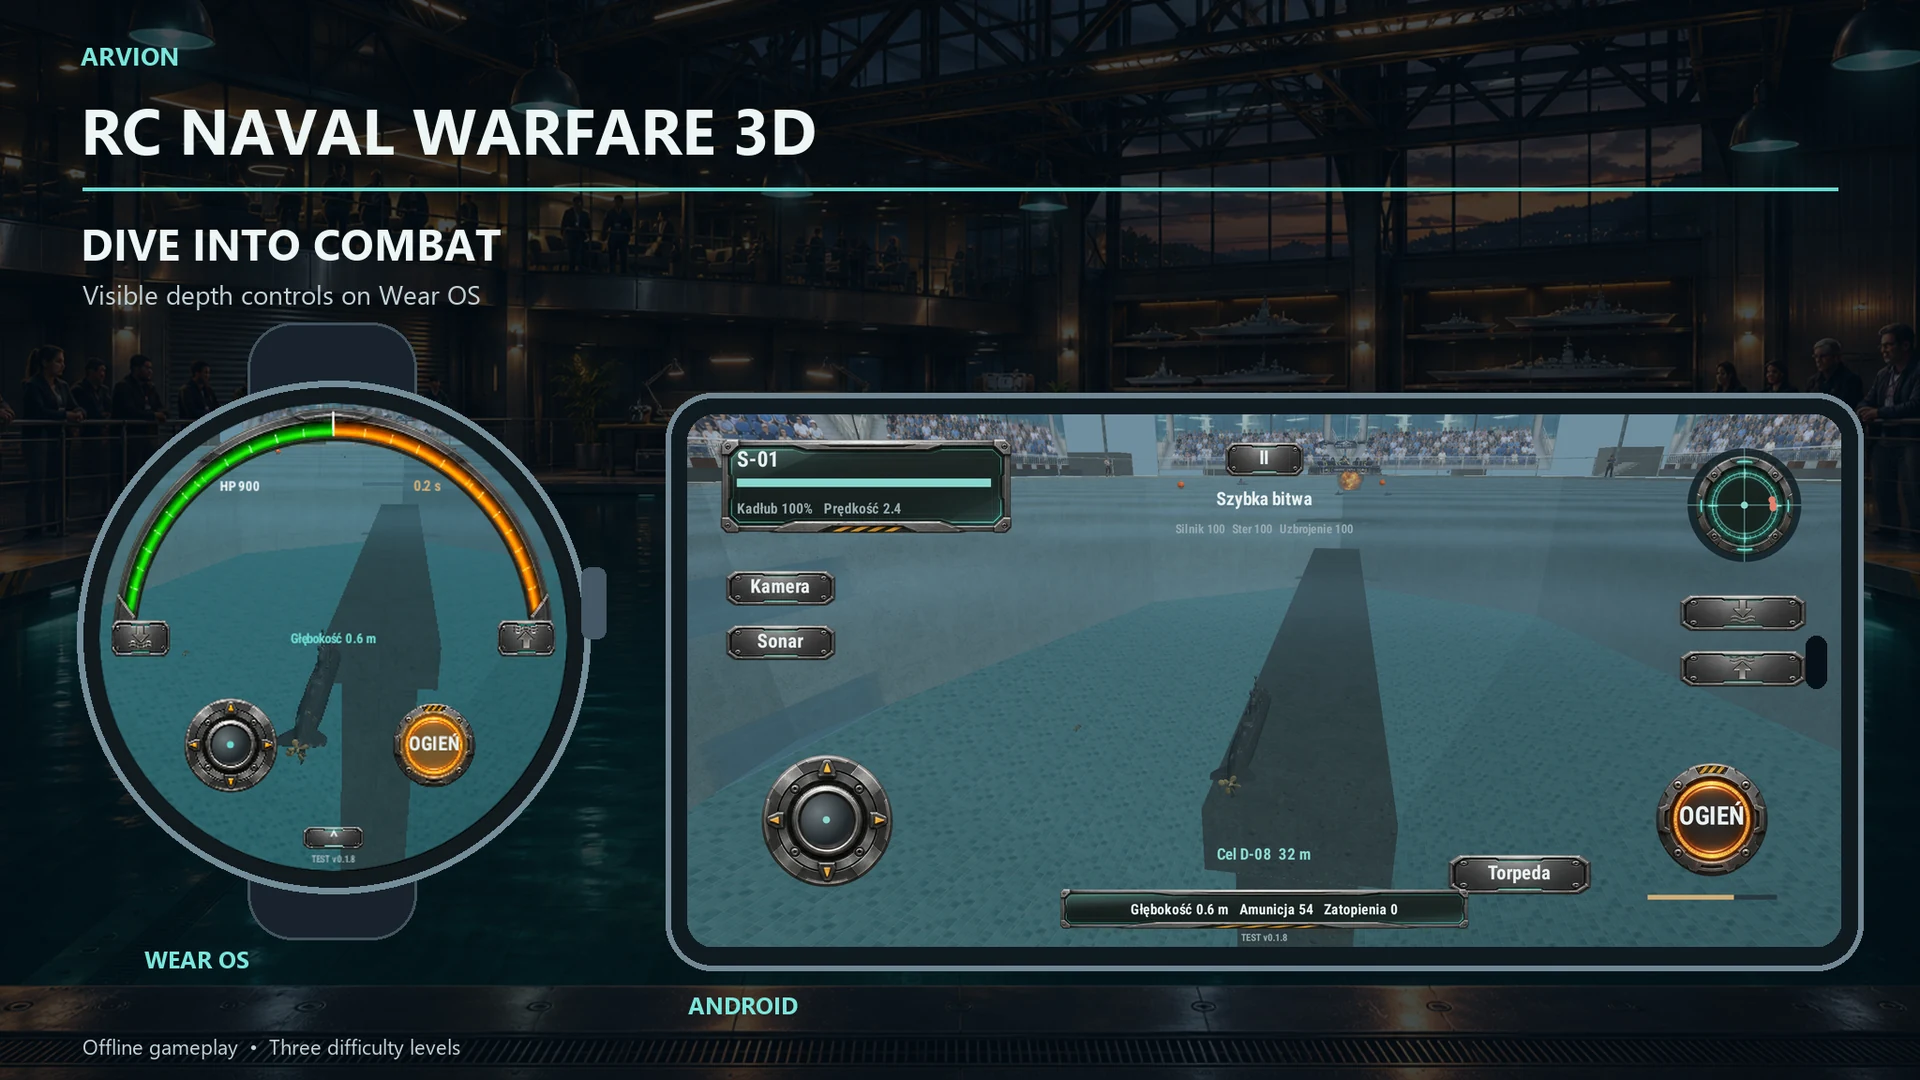 ARVION
RC NAVAL WARFARE 3D
DIVE INTO COMBAT
Visible depth controls on Wear OS
HP 900
0.2 s
Głębokość 0.6 m
OGIEŃ
TEST v0.1.8
WEAR OS
S-01
Kadłub 100% Prędkość 2.4
Szybka bitwa
Silnik 100 Ster 100 Uzbrojenie 100
Kamera
Sonar
OGIEŃ
Cel D-08 32 m
Torpeda
Głębokość 0.6 m Amunicja 54 Zatopienia 0
TEST v0.1.8
ANDROID
Offline gameplay • Three difficulty levels